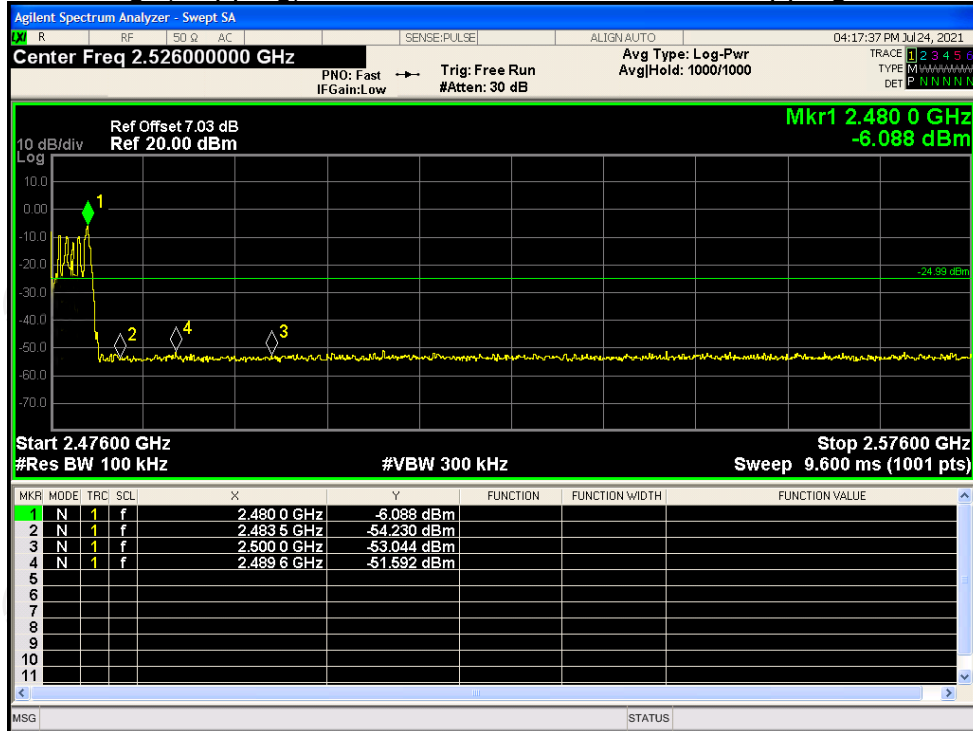 Agilent Spectrum Analyzer - Swept SA
LXI R RF 50 Ω AC SENSE:PULSE ALIGN AUTO 04:17:37 PM Jul 24, 2021
Center Freq 2.526000000 GHz
PNO: Fast
IFGain:Low
Trig: Free Run
#Atten: 30 dB
Avg Type: Log-Pwr
Avg|Hold: 1000/1000
TRACE 1 2 3 4 5 6
TYPE M
DET P N N N N N
Mkr1 2.480 0 GHz
-6.088 dBm
Ref Offset 7.03 dB
10 dB/div Ref 20.00 dBm
Log
10.0
0.00
-10.0
-20.0
-30.0
-40.0
-50.0
-60.0
-70.0
1
2
4
3
-24.99 dBm
Start 2.47600 GHz Stop 2.57600 GHz
#Res BW 100 kHz #VBW 300 kHz Sweep 9.600 ms (1001 pts)
MKR MODE TRC SCL X Y FUNCTION FUNCTION WIDTH FUNCTION VALUE
1 N 1 f 2.480 0 GHz -6.088 dBm
2 N 1 f 2.483 5 GHz -54.230 dBm
3 N 1 f 2.500 0 GHz -53.044 dBm
4 N 1 f 2.489 6 GHz -51.592 dBm
5
6
7
8
9
10
11
MSG STATUS